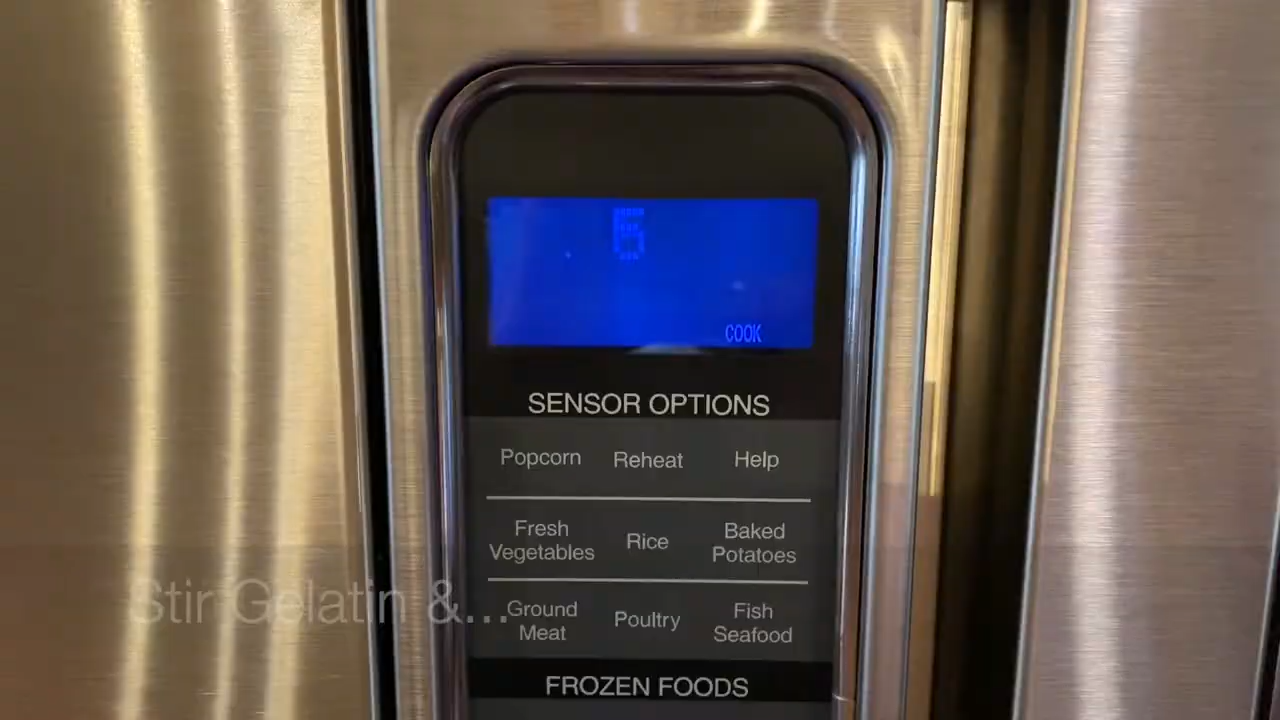 6
COOK
SENSOR OPTIONS
Popcorn Reheat Help
Fresh Vegetables Rice Baked Potatoes
Ground Meat Poultry Fish Seafood
Stir Gelatin &...
FROZEN FOODS